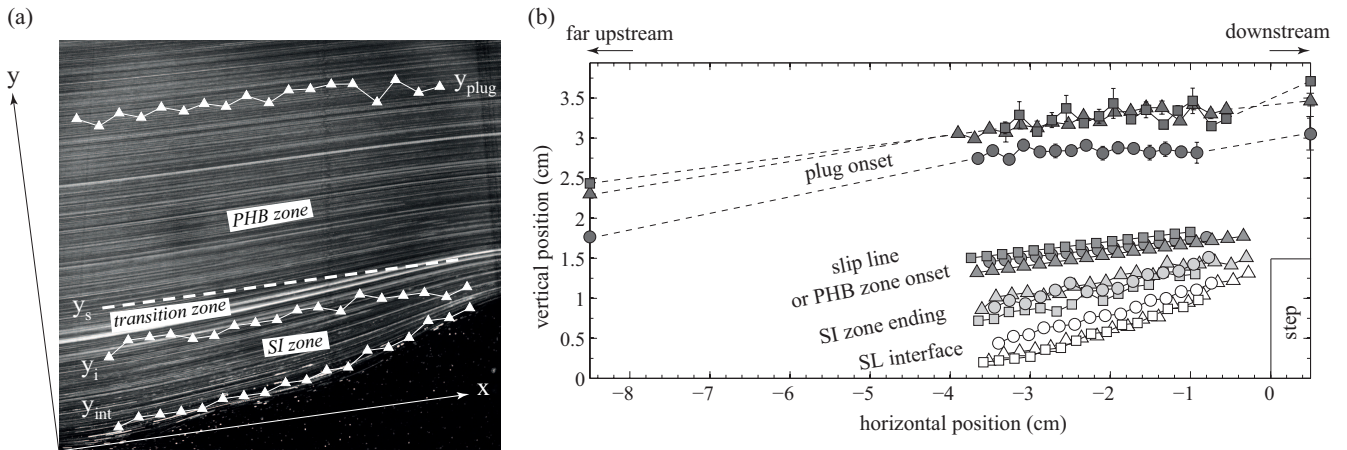 (a)
y
y_plug
PHB zone
y_s
transition zone
y_i
SI zone
y_int
x
(b)
far upstream
downstream
3.5
3
2.5
2
1.5
1
0.5
0
vertical position (cm)
plug onset
slip line
or PHB zone onset
SI zone ending
SL interface
step
−8
−7
−6
−5
−4
−3
−2
−1
0
horizontal position (cm)